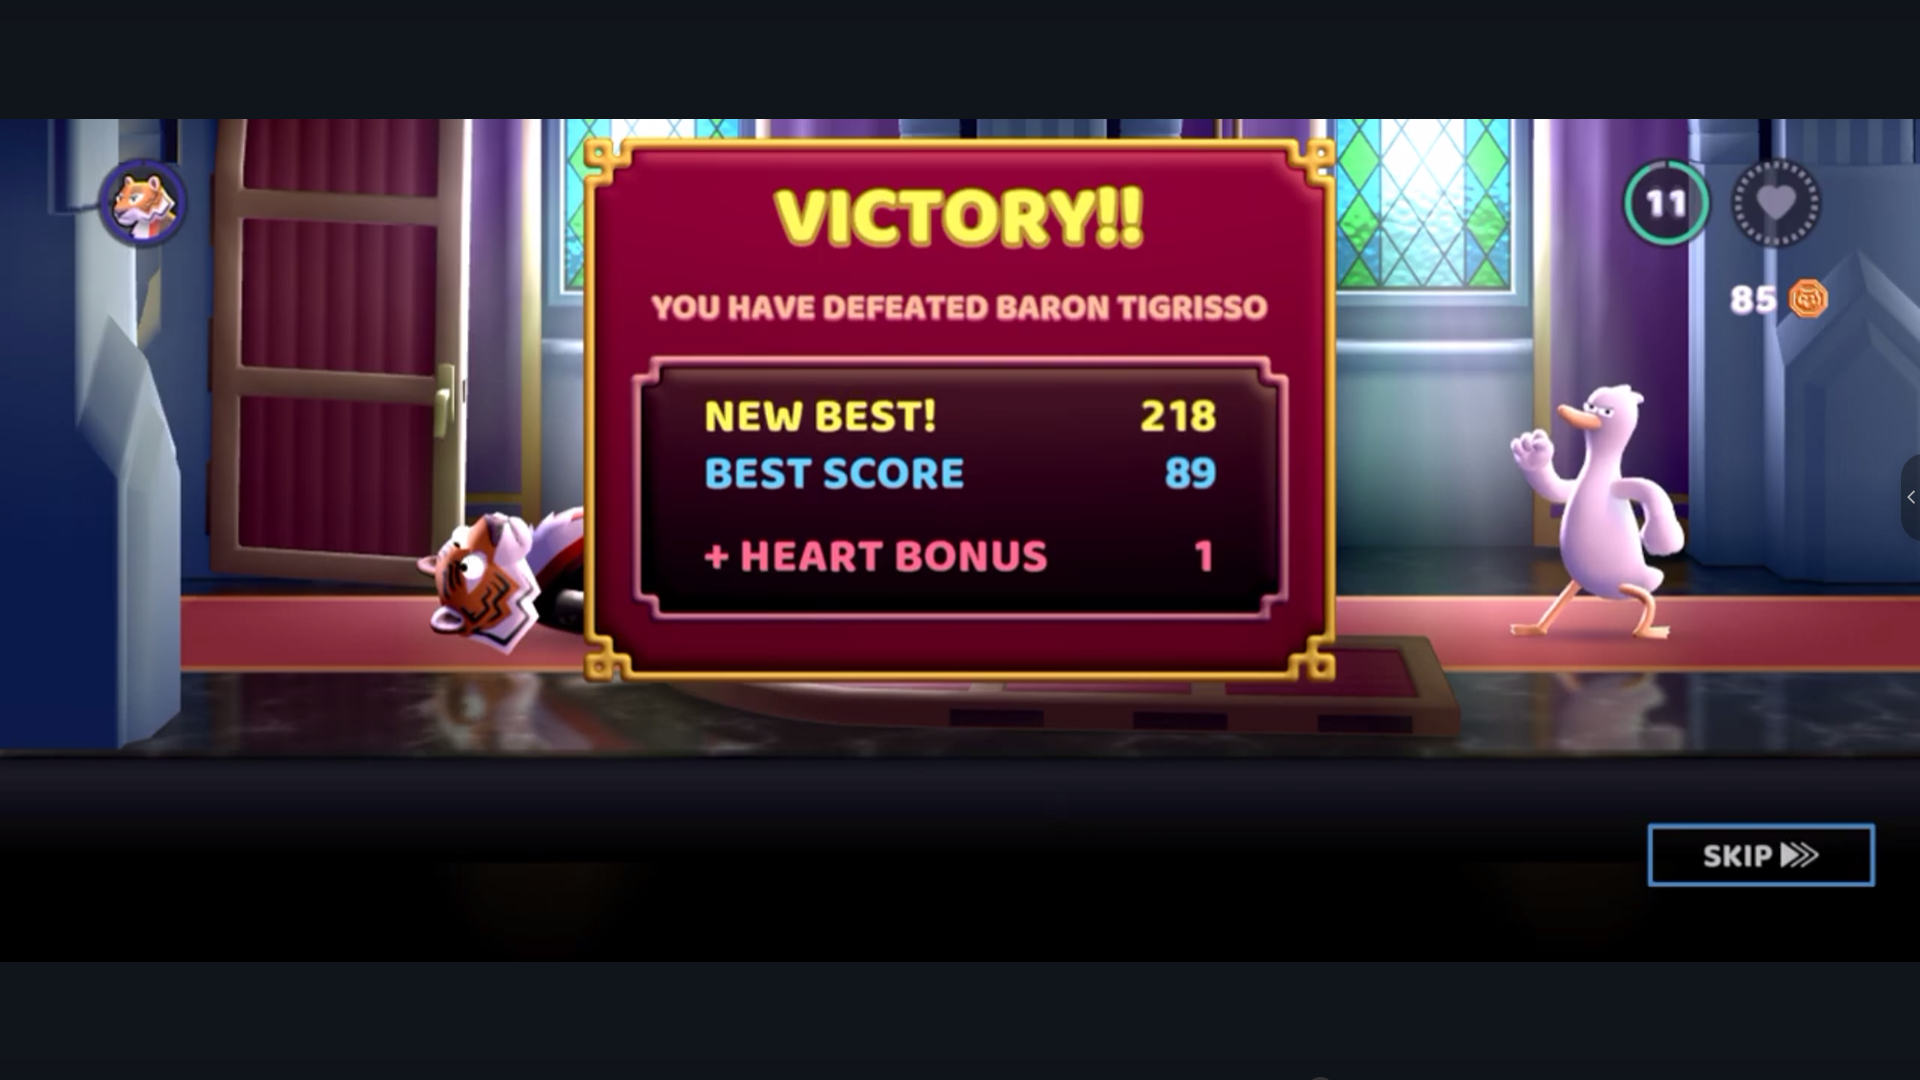 VICTORY!!
YOU HAVE DEFEATED BARON TIGRISSO
11
85
NEW BEST! 218
BEST SCORE 89
+ HEART BONUS 1
SKIP